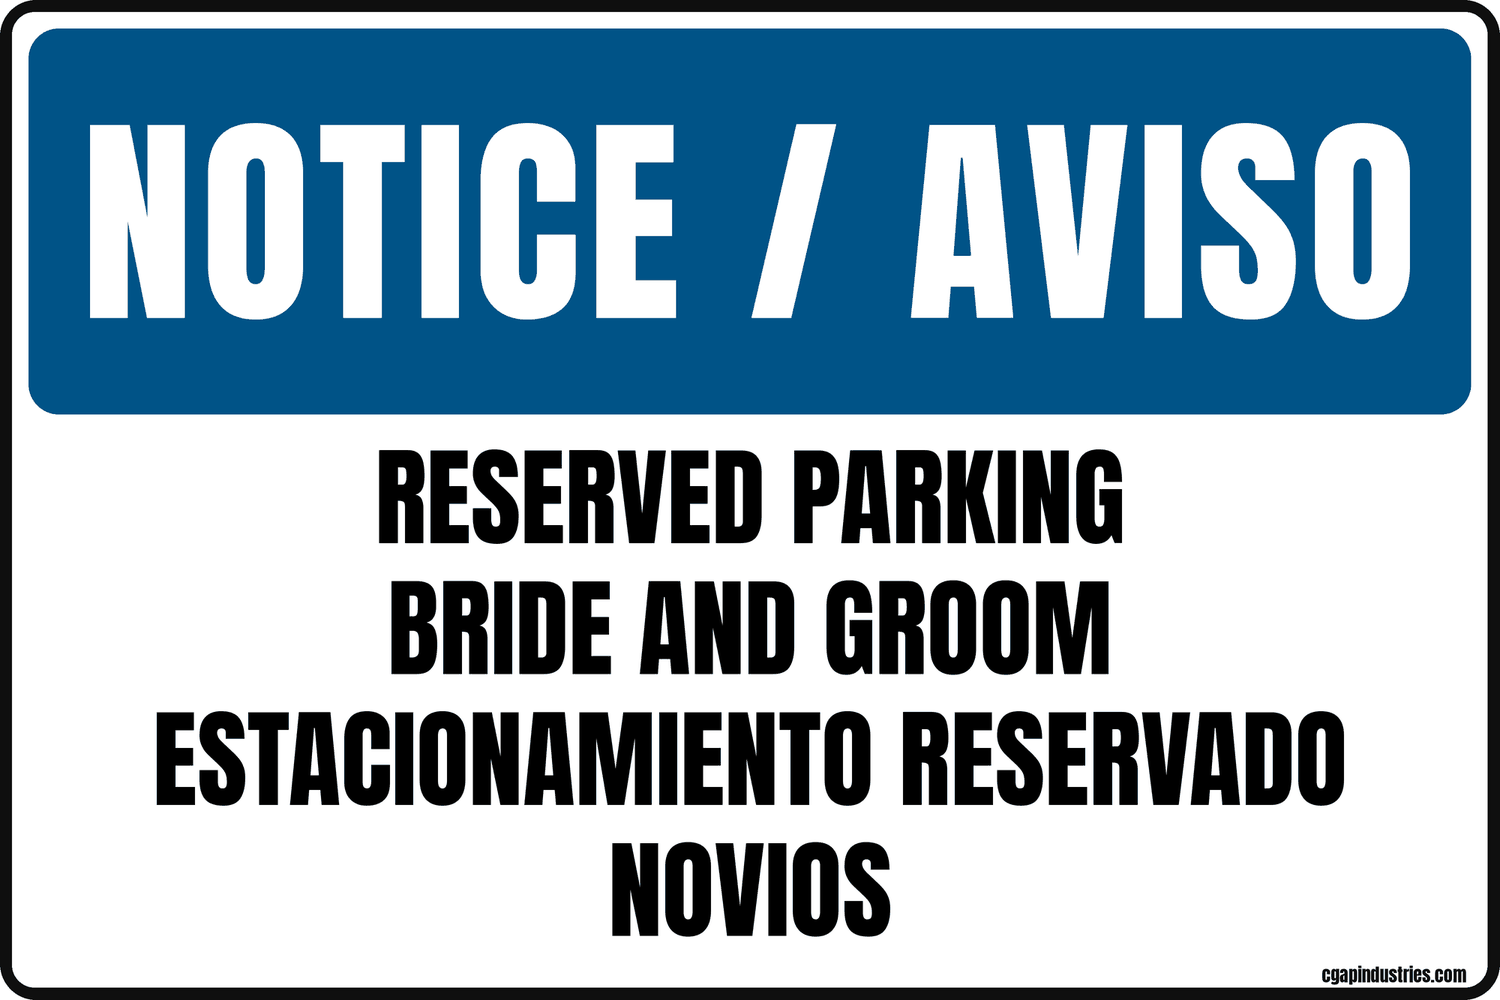 NOTICE / AVISO
RESERVED PARKING
BRIDE AND GROOM
ESTACIONAMIENTO RESERVADO
NOVIOS
cgapindustries.com